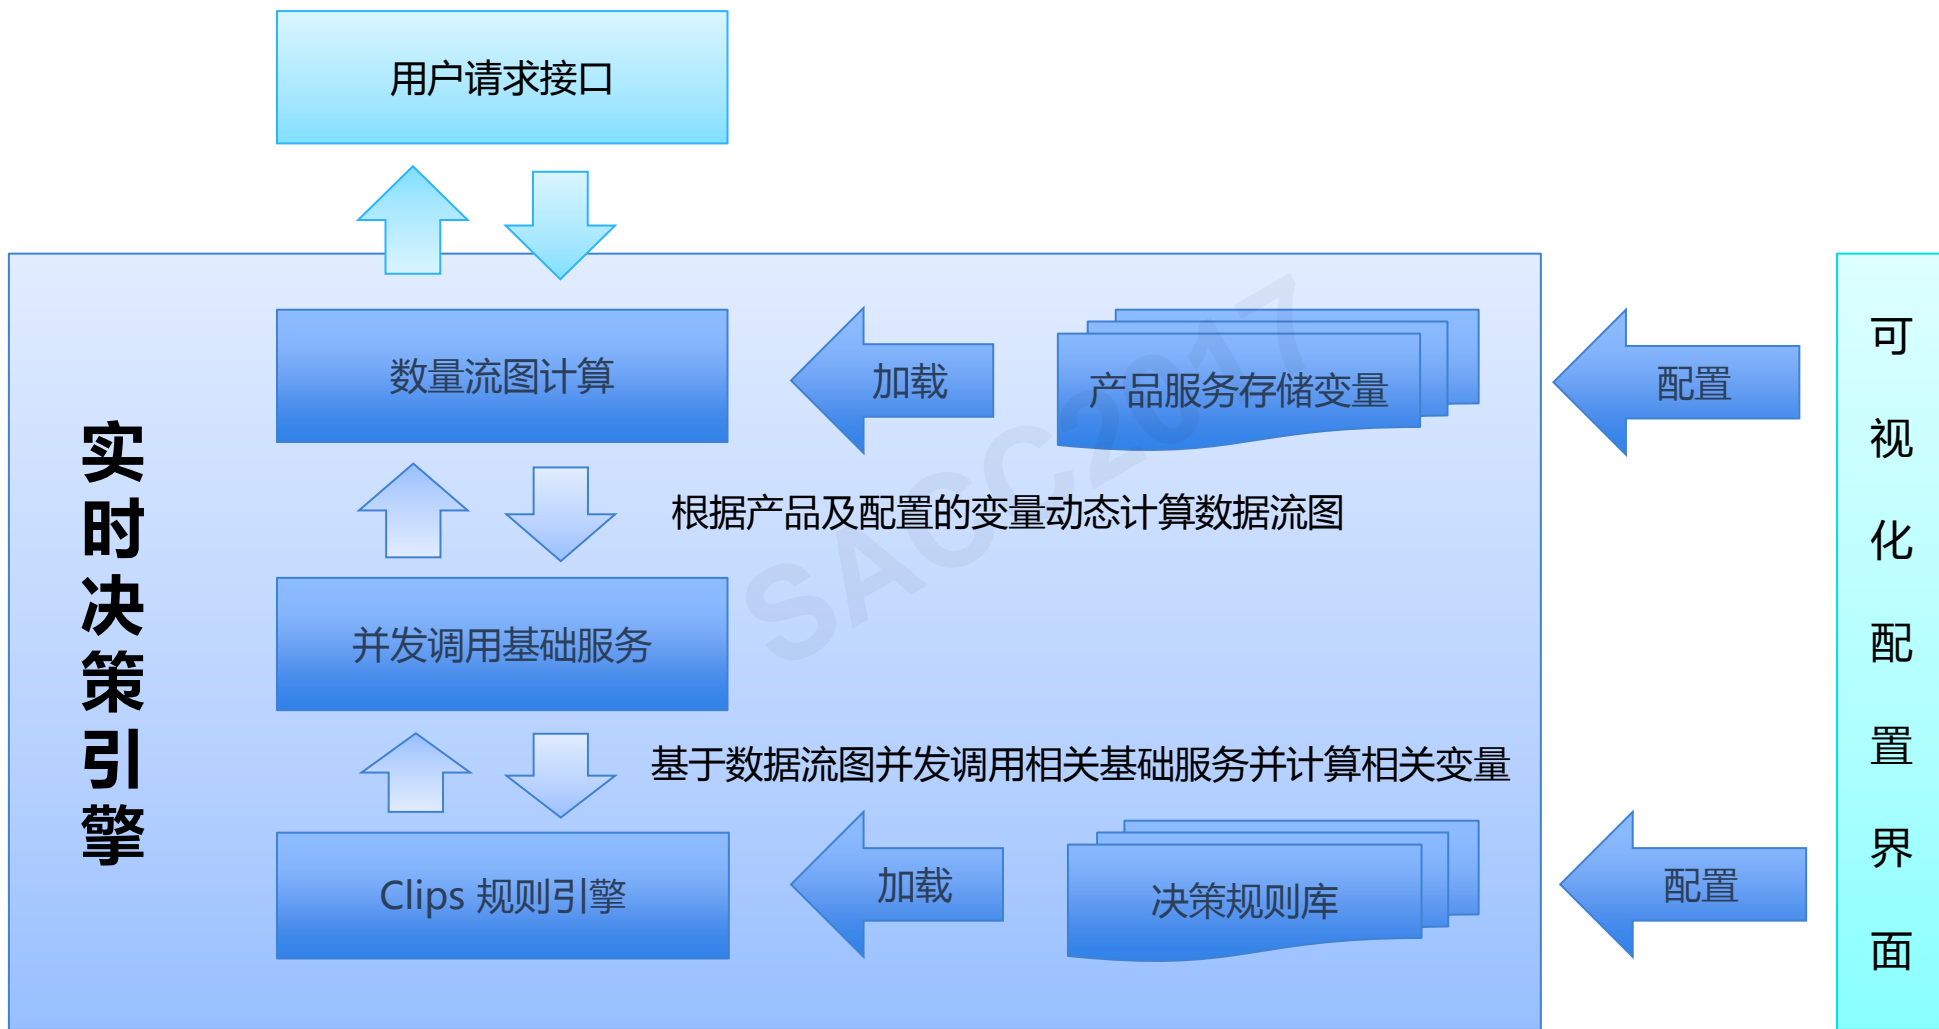 用户请求接口
实时决策引擎
数量流图计算
加载
产品服务存储变量
配置
根据产品及配置的变量动态计算数据流图
并发调用基础服务
基于数据流图并发调用相关基础服务并计算相关变量
Clips 规则引擎
加载
决策规则库
配置
可视化配置界面
SACC2017